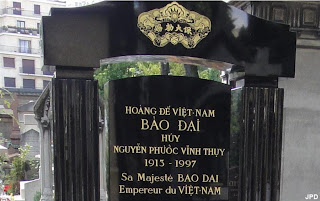 HOÀNG ĐẾ VIỆT-NAM
BẢO ĐẠI
HÚY
NGUYỄN PHƯỚC VĨNH THỤY
1913 - 1997
Sa Majesté BAO DAI
Empereur du VIỆT-NAM
JPD